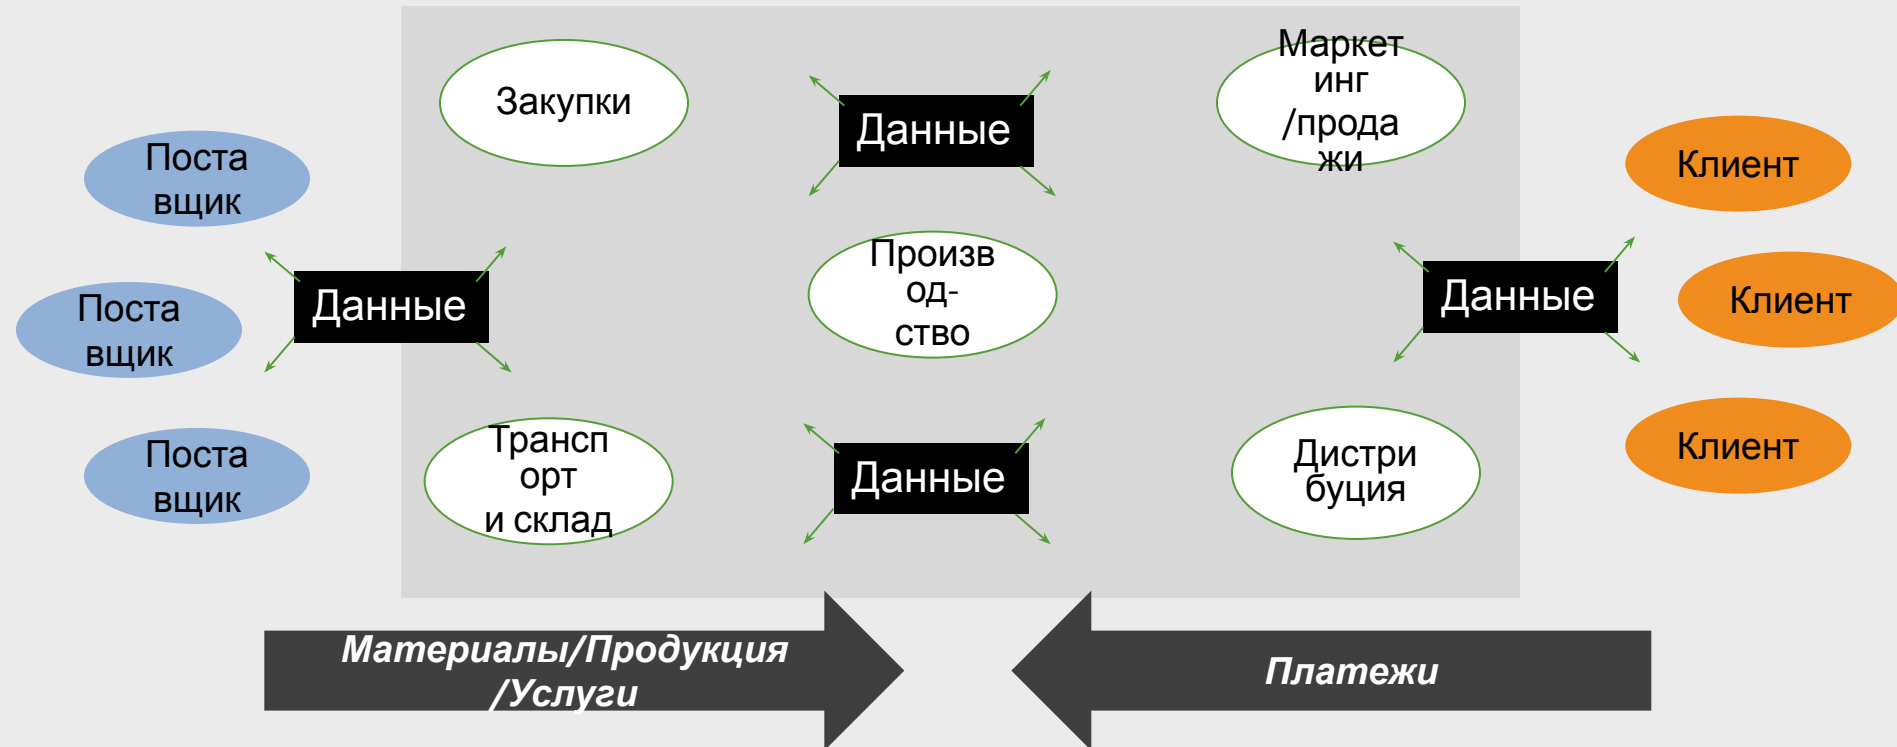 Закупки
Данные
Маркет
инг
/прода
жи
Поста
вщик
Клиент
Поста
вщик
Данные
Произв
од-
ство
Данные
Клиент
Поста
вщик
Трансп
орт
и склад
Данные
Дистри
буция
Клиент
Материалы/Продукция
/Услуги
Платежи